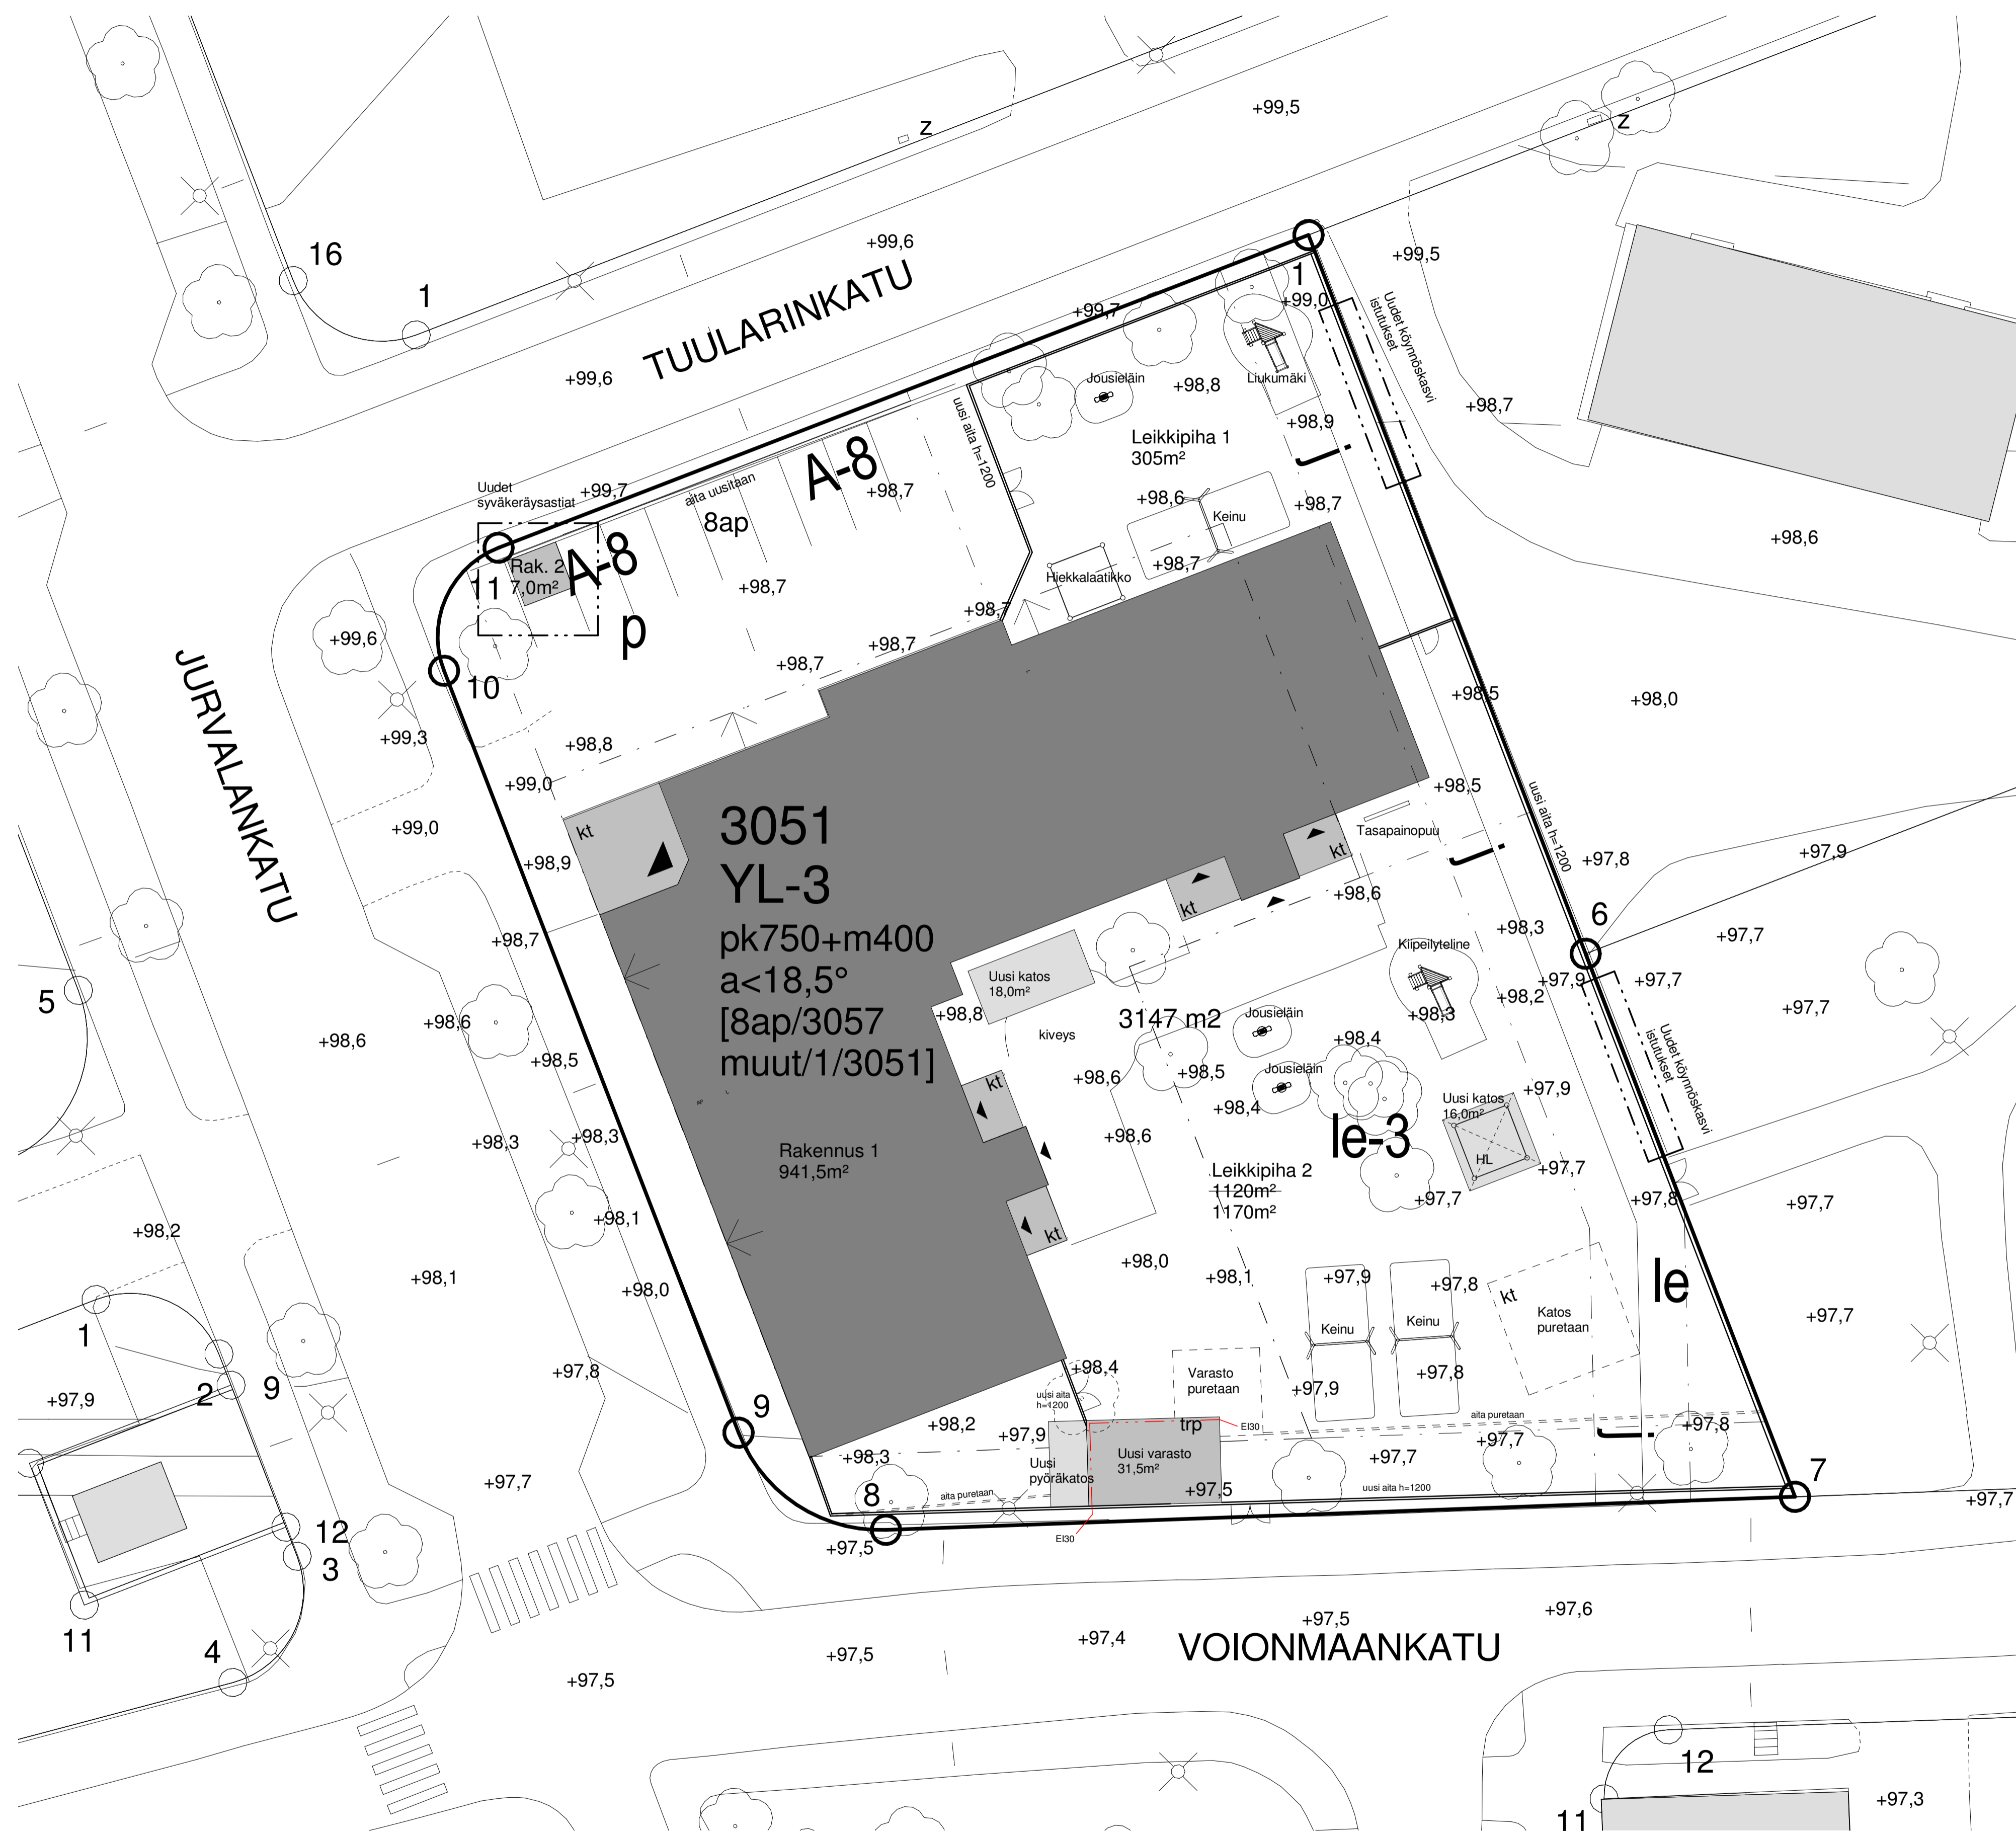 +99,5
z
z
16
1
+99,6
TUULARINKATU
+99,5
1
+99,0
+99,7
+99,6
Uudet köynnöskasvi
istutukset
Jousieläin
+98,8
Liukumäki
+98,7
uusi aita h=1200
+98,9
Leikkipiha 1
305m²
A-8
Uudet
syväkeräysastiat
+99,7
aita uusitaan
+98,7
+98,6
+98,7
Keinu
8ap
+98,6
Rak. 2
7,0m²
A-8
11
+98,7
+98,7
Hiekkalaatikko
+98,7
p
+99,6
+98,7
+98,7
10
JURVALANKATU
+98,5
+98,0
+99,3
+98,8
+99,0
+98,5
3051
YL-3
pk750+m400
a<18,5°
[8ap/3057
muut/1/3051]
kt
+99,0
+98,9
Tasapainopuu
kt
uusi aita h=1200
+97,8
+97,9
+98,6
kt
6
+98,7
+98,3
+97,7
Kiipeilyteline
Uusi katos
18,0m²
+97,9
+97,7
+98,2
5
+98,8
3147 m2
Jousieläin
+98,3
+97,7
+98,6
+98,6
kiveys
+98,4
Uudet köynnöskasvi
istutukset
+98,5
+98,6
+98,5
Jousieläin
kt
+97,9
Uusi katos
16,0m²
+98,4
HL
le-3
+98,3
+98,3
+98,6
Rakennus 1
941,5m²
Leikkipiha 2
1120m²
1170m²
+97,7
+97,7
+97,8
+97,7
+98,2
+98,1
kt
+98,0
+98,1
+97,9
+97,8
le
+98,1
+98,0
kt
Katos
puretaan
+97,7
1
Keinu
Keinu
+97,8
+98,4
Varasto
puretaan
+97,9
+97,8
2
9
+97,9
uusi aita
h=1200
9
+98,2
+97,9
trp
EI30
aita puretaan
+97,8
+97,7
+98,3
Uusi
pyöräkatos
Uusi varasto
31,5m²
+97,7
7
+97,7
8
aita puretaan
+97,5
uusi aita h=1200
+97,7
12
3
EI30
+97,5
+97,5
+97,6
11
4
+97,4
VOIONMAANKATU
+97,5
+97,5
12
+97,3
11